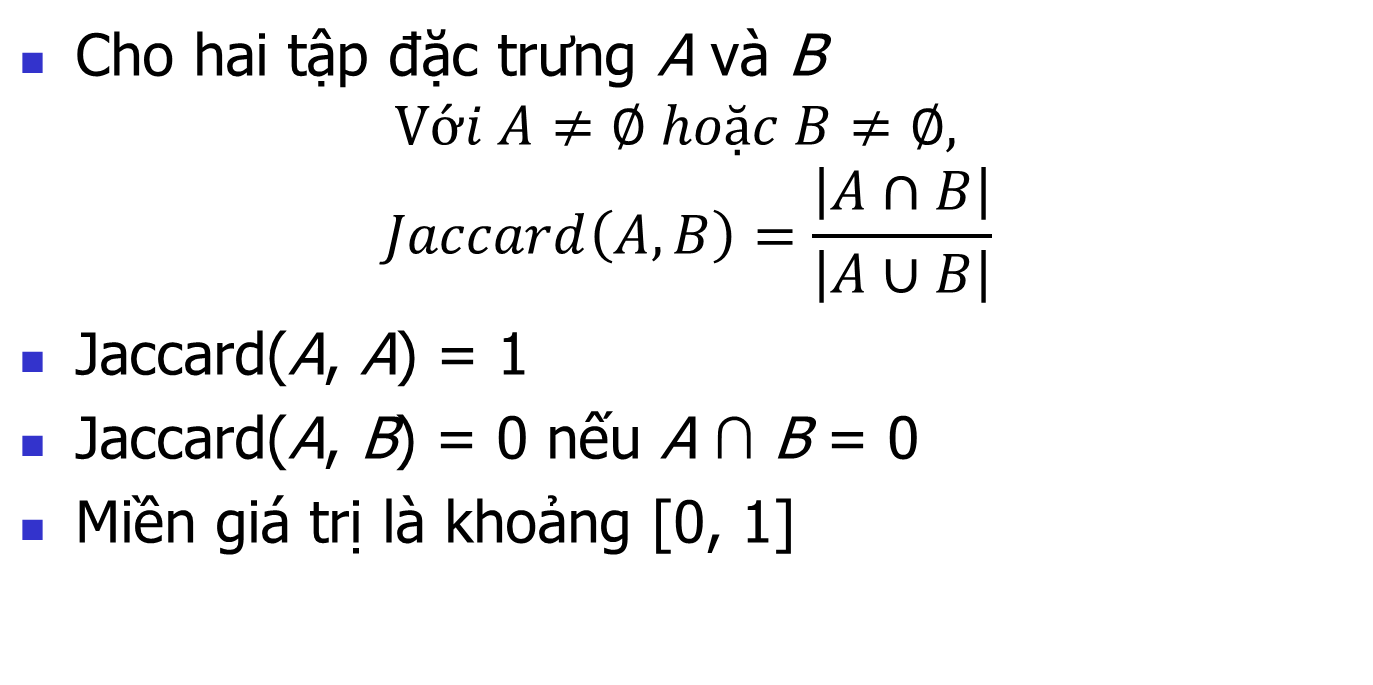 ▪ Cho hai tập đặc trưng A và B
Với A ≠ ∅ hoặc B ≠ ∅,
Jaccard(A, B) = |A ∩ B| / |A ∪ B|
▪ Jaccard(A, A) = 1
▪ Jaccard(A, B) = 0 nếu A ∩ B = 0
▪ Miền giá trị là khoảng [0, 1]